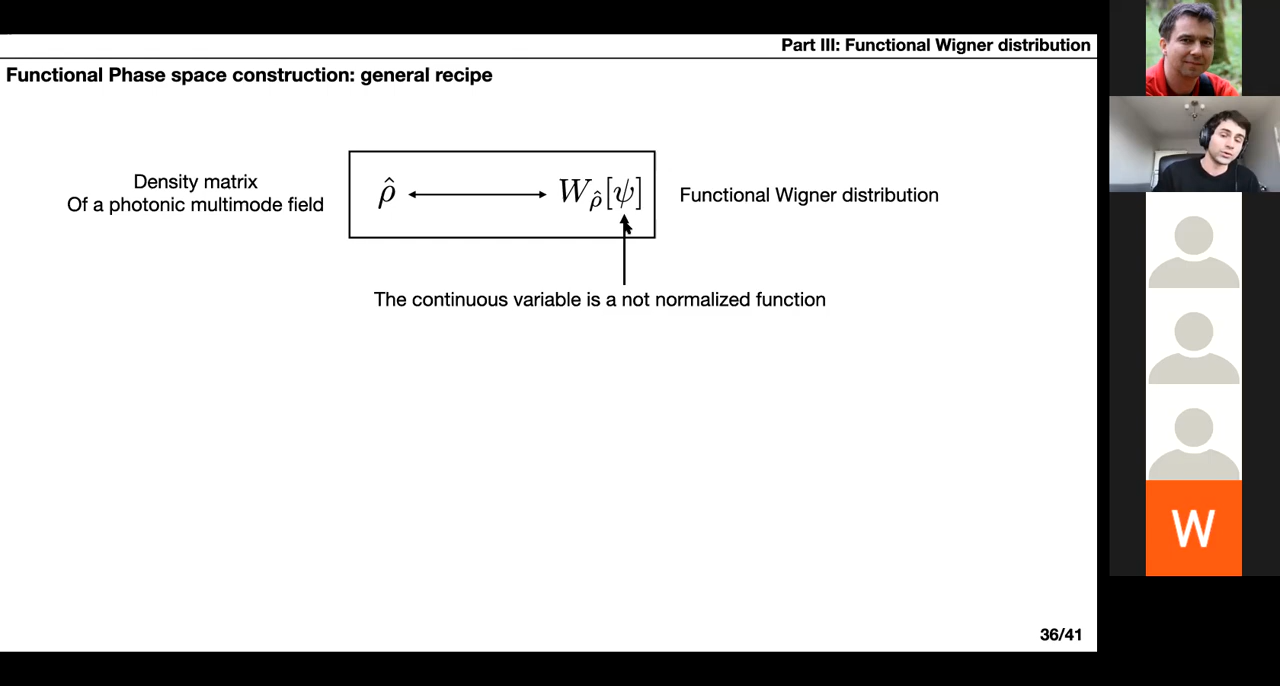 Part III: Functional Wigner distribution
Functional Phase space construction: general recipe
Density matrix
Of a photonic multimode field
ρ̂ ⟷ W_ρ̂[ψ]
Functional Wigner distribution
The continuous variable is a not normalized function
W
36/41